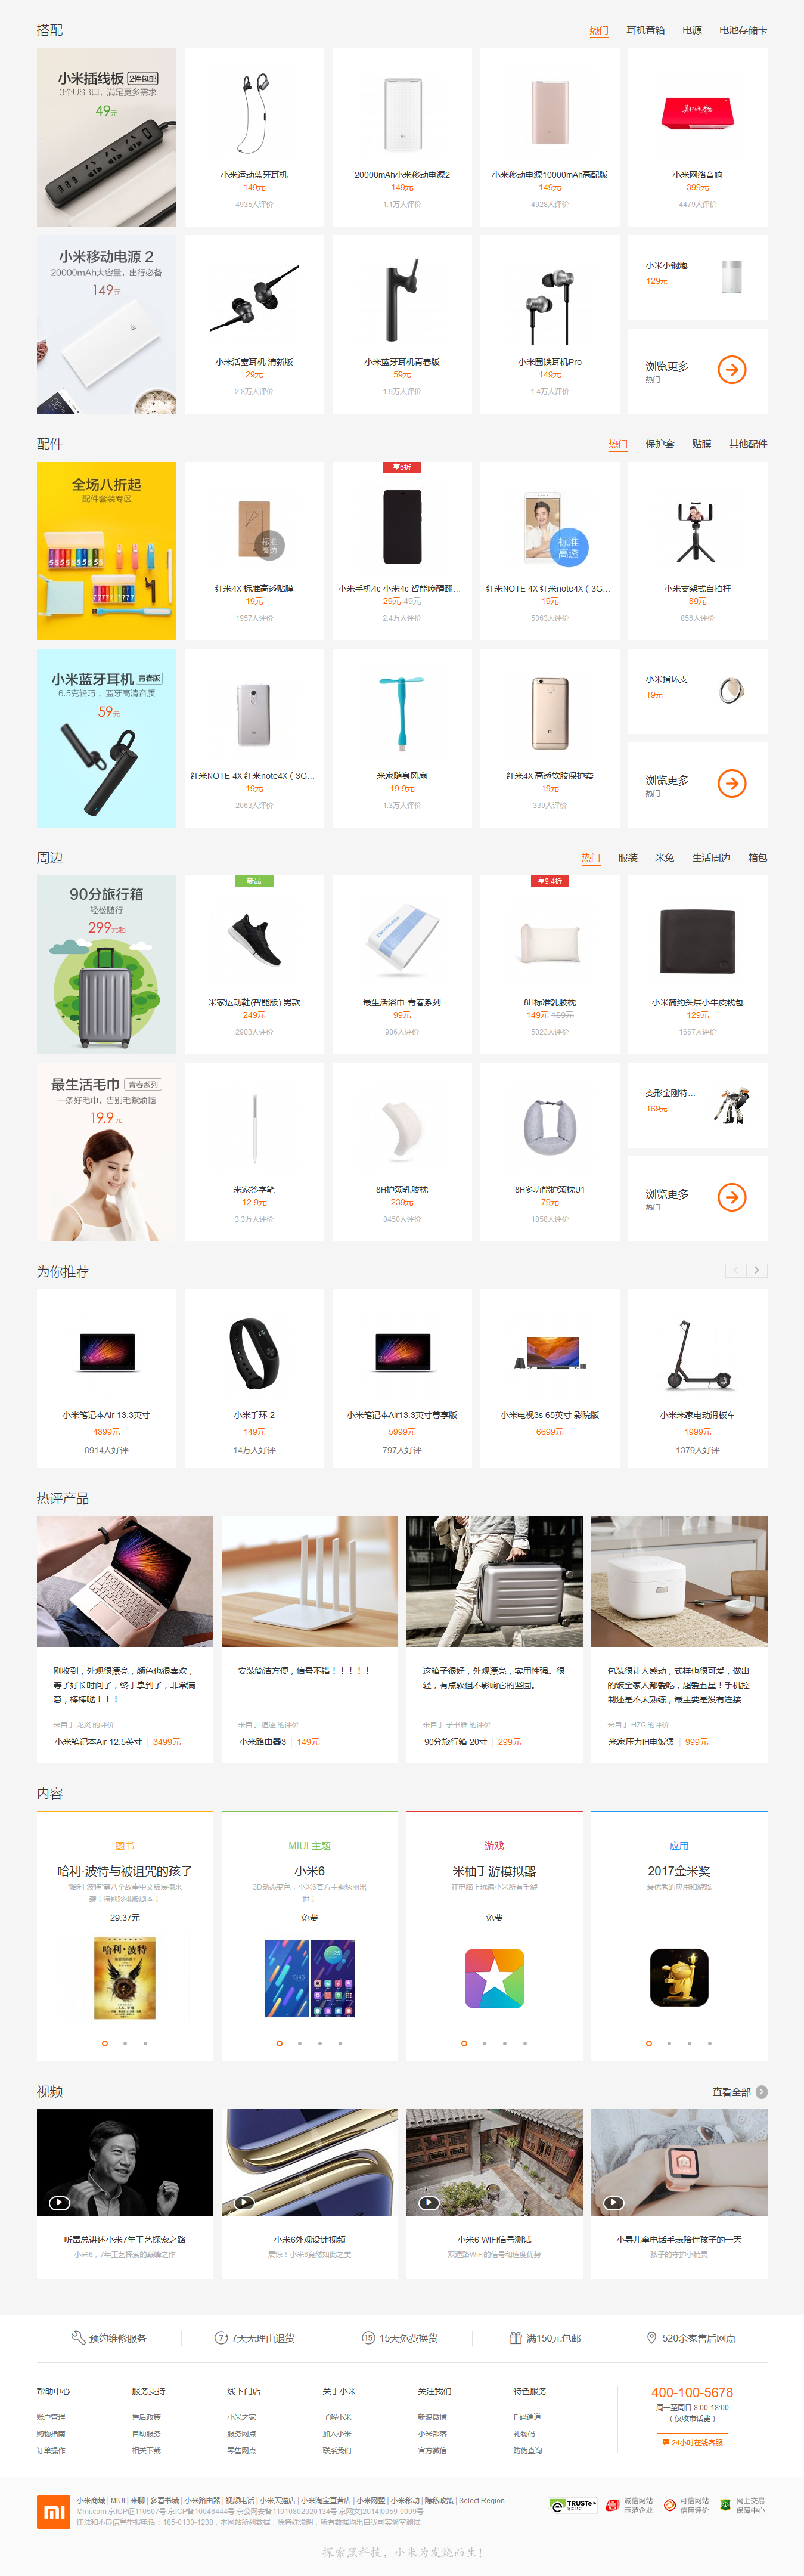 搭配
热门 耳机音箱 电源 电池存储卡
小米插线板 2件包邮
3个USB口，满足更多需求
49元
小米运动蓝牙耳机
149元
4935人评价
20000mAh小米移动电源2
149元
1.1万人评价
小米移动电源10000mAh高配版
149元
4928人评价
小米网络音响
399元
4479人评价
小米移动电源 2
20000mAh大容量，出行必备
149元
小米活塞耳机 清新版
29元
2.8万人评价
小米蓝牙耳机青春版
59元
1.9万人评价
小米圈铁耳机Pro
149元
1.4万人评价
小米小钢炮...
129元
浏览更多
热门
配件
热门 保护套 贴膜 其他配件
全场八折起
配件套装专区
标准
高透
红米4X 标准高透贴膜
19元
1957人评价
享6折
小米手机4c 小米4c 智能唤醒翻...
29元 49元
2.4万人评价
标准
高透
红米NOTE 4X 红米note4X（3G...
19元
5063人评价
小米支架式自拍杆
89元
856人评价
小米蓝牙耳机 青春版
6.5克轻巧，蓝牙高清音质
59元
红米NOTE 4X 红米note4X（3G...
19元
2063人评价
米家随身风扇
19.9元
1.3万人评价
红米4X 高透软胶保护套
19元
339人评价
小米指环支...
19元
浏览更多
热门
周边
热门 服装 米兔 生活周边 箱包
90分旅行箱
轻松随行
299元起
新品
米家运动鞋(智能版) 男款
249元
2903人评价
最生活浴巾·青春系列
99元
986人评价
享9.4折
8H标准乳胶枕
149元 159元
5023人评价
小米简约头层小牛皮钱包
129元
1667人评价
最生活毛巾 青春系列
一条好毛巾，告别毛絮烦恼
19.9元
米家签字笔
12.9元
3.3万人评价
8H护颈乳胶枕
239元
8450人评价
8H多功能护颈枕U1
79元
1858人评价
变形金刚特...
169元
浏览更多
热门
为你推荐
小米笔记本Air 13.3英寸
4899元
8914人好评
小米手环 2
149元
14万人好评
小米笔记本Air13.3英寸尊享版
5999元
797人好评
小米电视3s 65英寸 影院版
6699元
小米米家电动滑板车
1999元
1379人好评
热评产品
刚收到，外观很漂亮，颜色也很喜欢，
等了好长时间了，终于拿到了，非常满
意，棒棒哒！！！
来自于 龙炎 的评价
小米笔记本Air 12.5英寸 | 3499元
安装简洁方便，信号不错！！！！！
来自于 追逆 的评价
小米路由器3 | 149元
这箱子很好，外观漂亮，实用性强。很
轻，有点软但不影响它的坚固。
来自于 子书雁 的评价
90分旅行箱 20寸 | 299元
包装很让人感动，式样也很可爱，做出
的饭全家人都爱吃，超爱五星！手机控
制还是不太熟练，最主要是没有连接...
来自于 HZG 的评价
米家压力IH电饭煲 | 999元
内容
图书
哈利·波特与被诅咒的孩子
“哈利·波特”第八个故事中文版震撼来
袭！特别彩排版剧本！
29.37元
哈利·波特
MIUI 主题
小米6
3D动态变色，小米6官方主题炫丽出
世！
免费
游戏
米柚手游模拟器
在电脑上玩遍小米所有手游
免费
应用
2017金米奖
最优秀的应用和游戏
视频
查看全部
听雷总讲述小米7年工艺探索之路
小米6，7年工艺探索的巅峰之作
小米6外观设计视频
震惊！小米6竟然如此之美
小米6 WIFI信号测试
双通路WiFi的信号和速度优势
小寻儿童电话手表陪伴孩子的一天
孩子的守护小精灵
预约维修服务
7天无理由退货
15天免费换货
满150元包邮
520余家售后网点
帮助中心
账户管理
购物指南
订单操作
服务支持
售后政策
自助服务
相关下载
线下门店
小米之家
服务网点
零售网点
关于小米
了解小米
加入小米
联系我们
关注我们
新浪微博
小米部落
官方微信
特色服务
F 码通道
礼物码
防伪查询
400-100-5678
周一至周日 8:00-18:00
（仅收市话费）
24小时在线客服
小米商城 | MIUI | 米聊 | 多看书城 | 小米路由器 | 视频电话 | 小米天猫店 | 小米淘宝直营店 | 小米网盟 | 小米移动 | 隐私政策 | Select Region
©mi.com 京ICP证110507号 京ICP备10046444号 京公网安备11010802020134号 京网文[2014]0059-0009号
违法和不良信息举报电话：185-0130-1238，本网站所列数据，除特殊说明，所有数据均出自我司实验室测试
TRUSTe
诚信网站
示范企业
可信网站
信用评价
网上交易
保障中心
探索黑科技，小米为发烧而生！